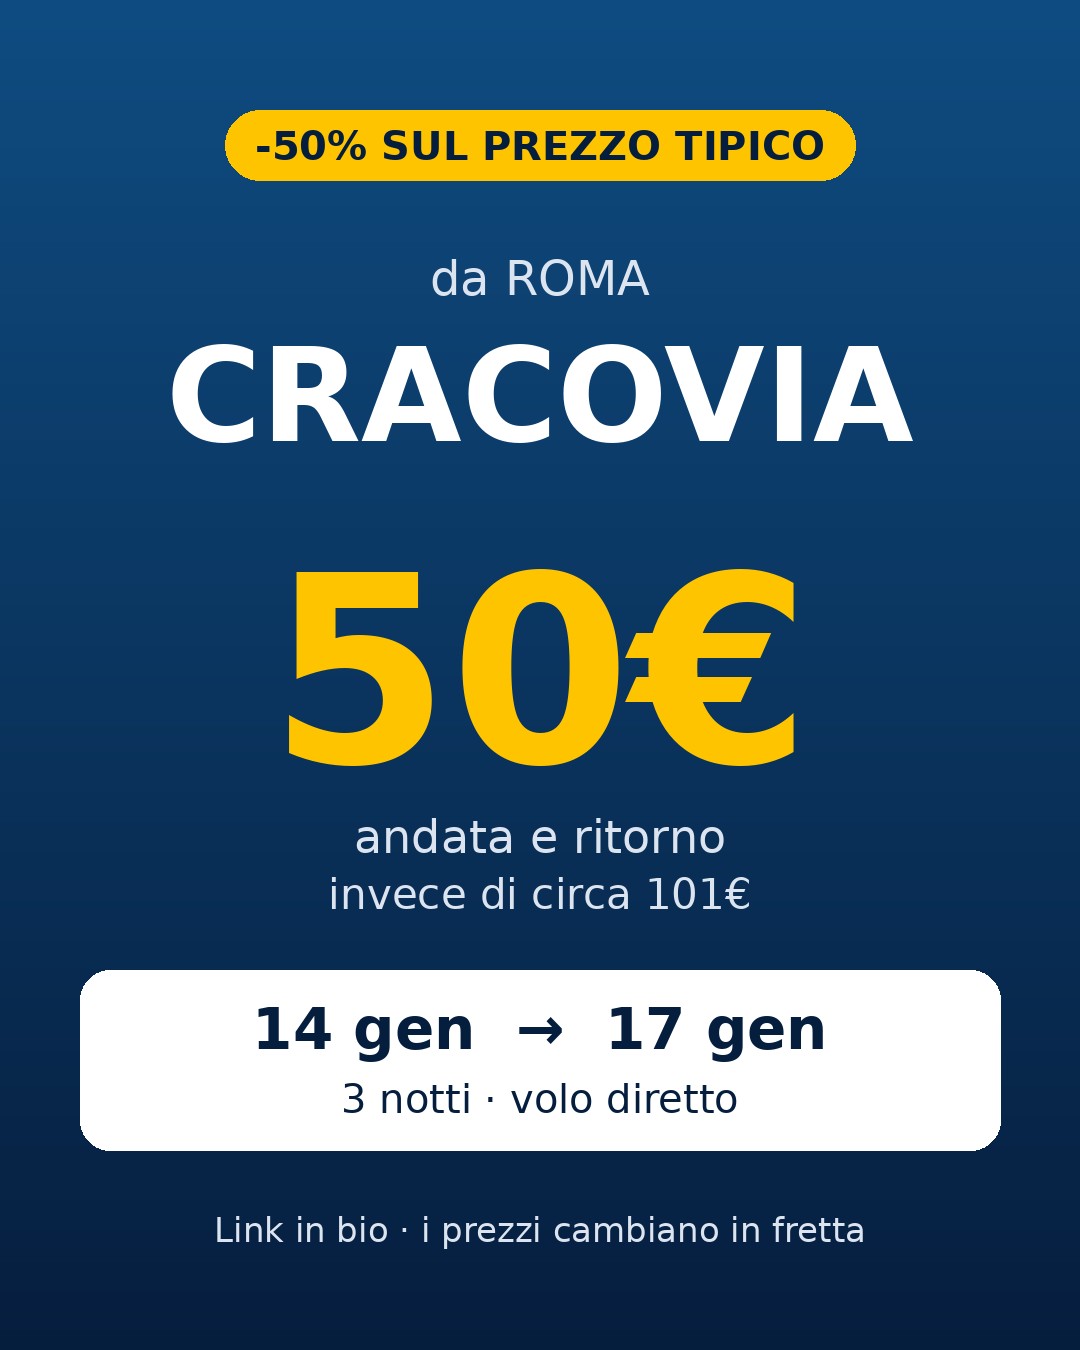 -50% SUL PREZZO TIPICO
da ROMA
CRACOVIA
50€
andata e ritorno
invece di circa 101€
14 gen → 17 gen
3 notti · volo diretto
Link in bio · i prezzi cambiano in fretta